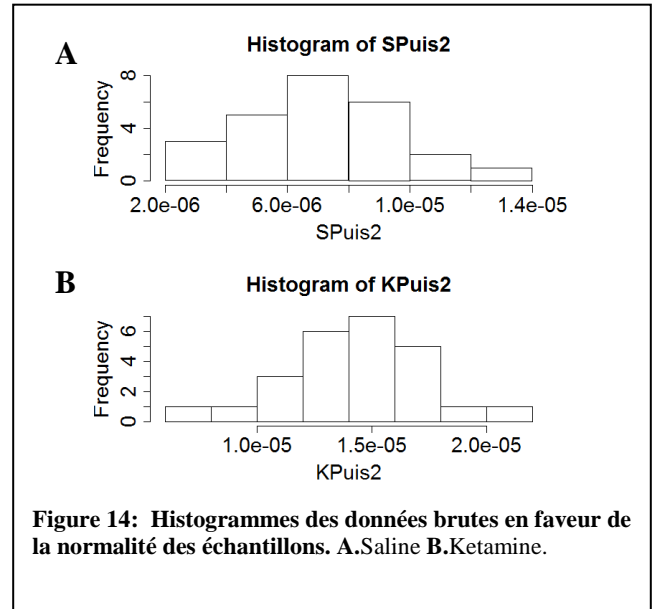 A
Histogram of SPuis2
Frequency
8
4
0
2.0e-06 6.0e-06 1.0e-05 1.4e-05
SPuis2
B
Histogram of KPuis2
Frequency
6
4
2
0
1.0e-05 1.5e-05 2.0e-05
KPuis2
Figure 14: Histogrammes des données brutes en faveur de
la normalité des échantillons. A.Saline B.Ketamine.